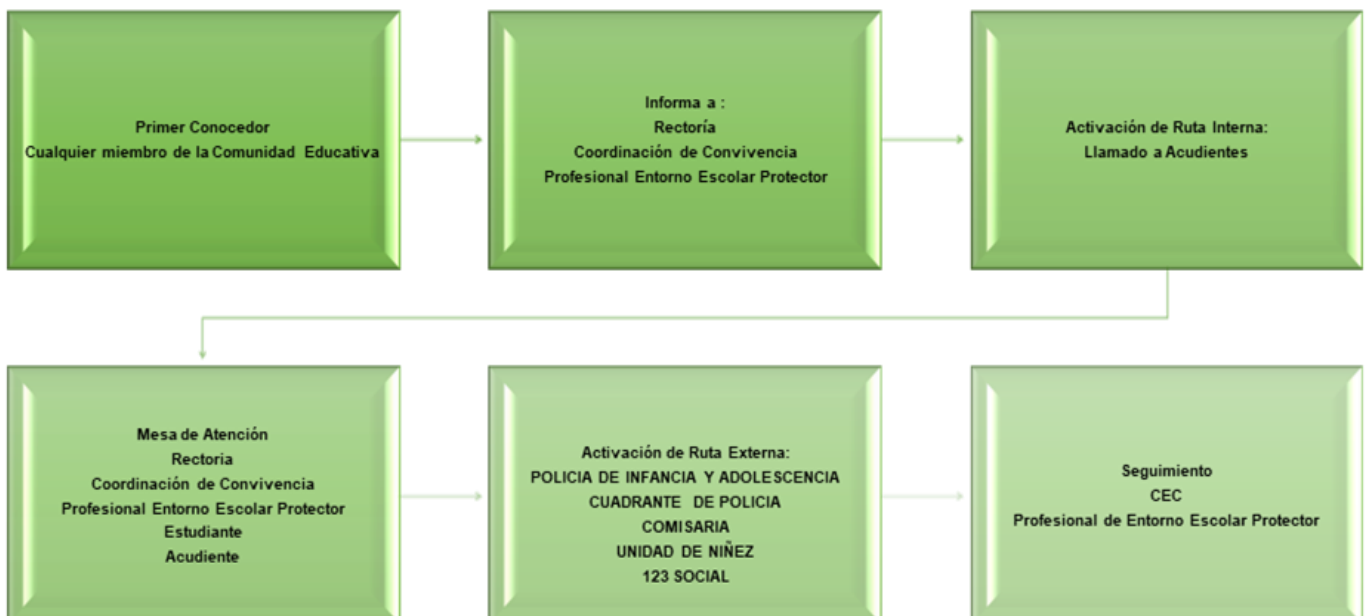 Primer Conocedor
Cualquier miembro de la Comunidad Educativa
Informa a :
Rectoría
Coordinación de Convivencia
Profesional Entorno Escolar Protector
Activación de Ruta Interna:
Llamado a Acudientes
Mesa de Atención
Rectoria
Coordinación de Convivencia
Profesional Entorno Escolar Protector
Estudiante
Acudiente
Activación de Ruta Externa:
POLICIA DE INFANCIA Y ADOLESCENCIA
CUADRANTE DE POLICIA
COMISARIA
UNIDAD DE NIÑEZ
123 SOCIAL
Seguimiento
CEC
Profesional de Entorno Escolar Protector